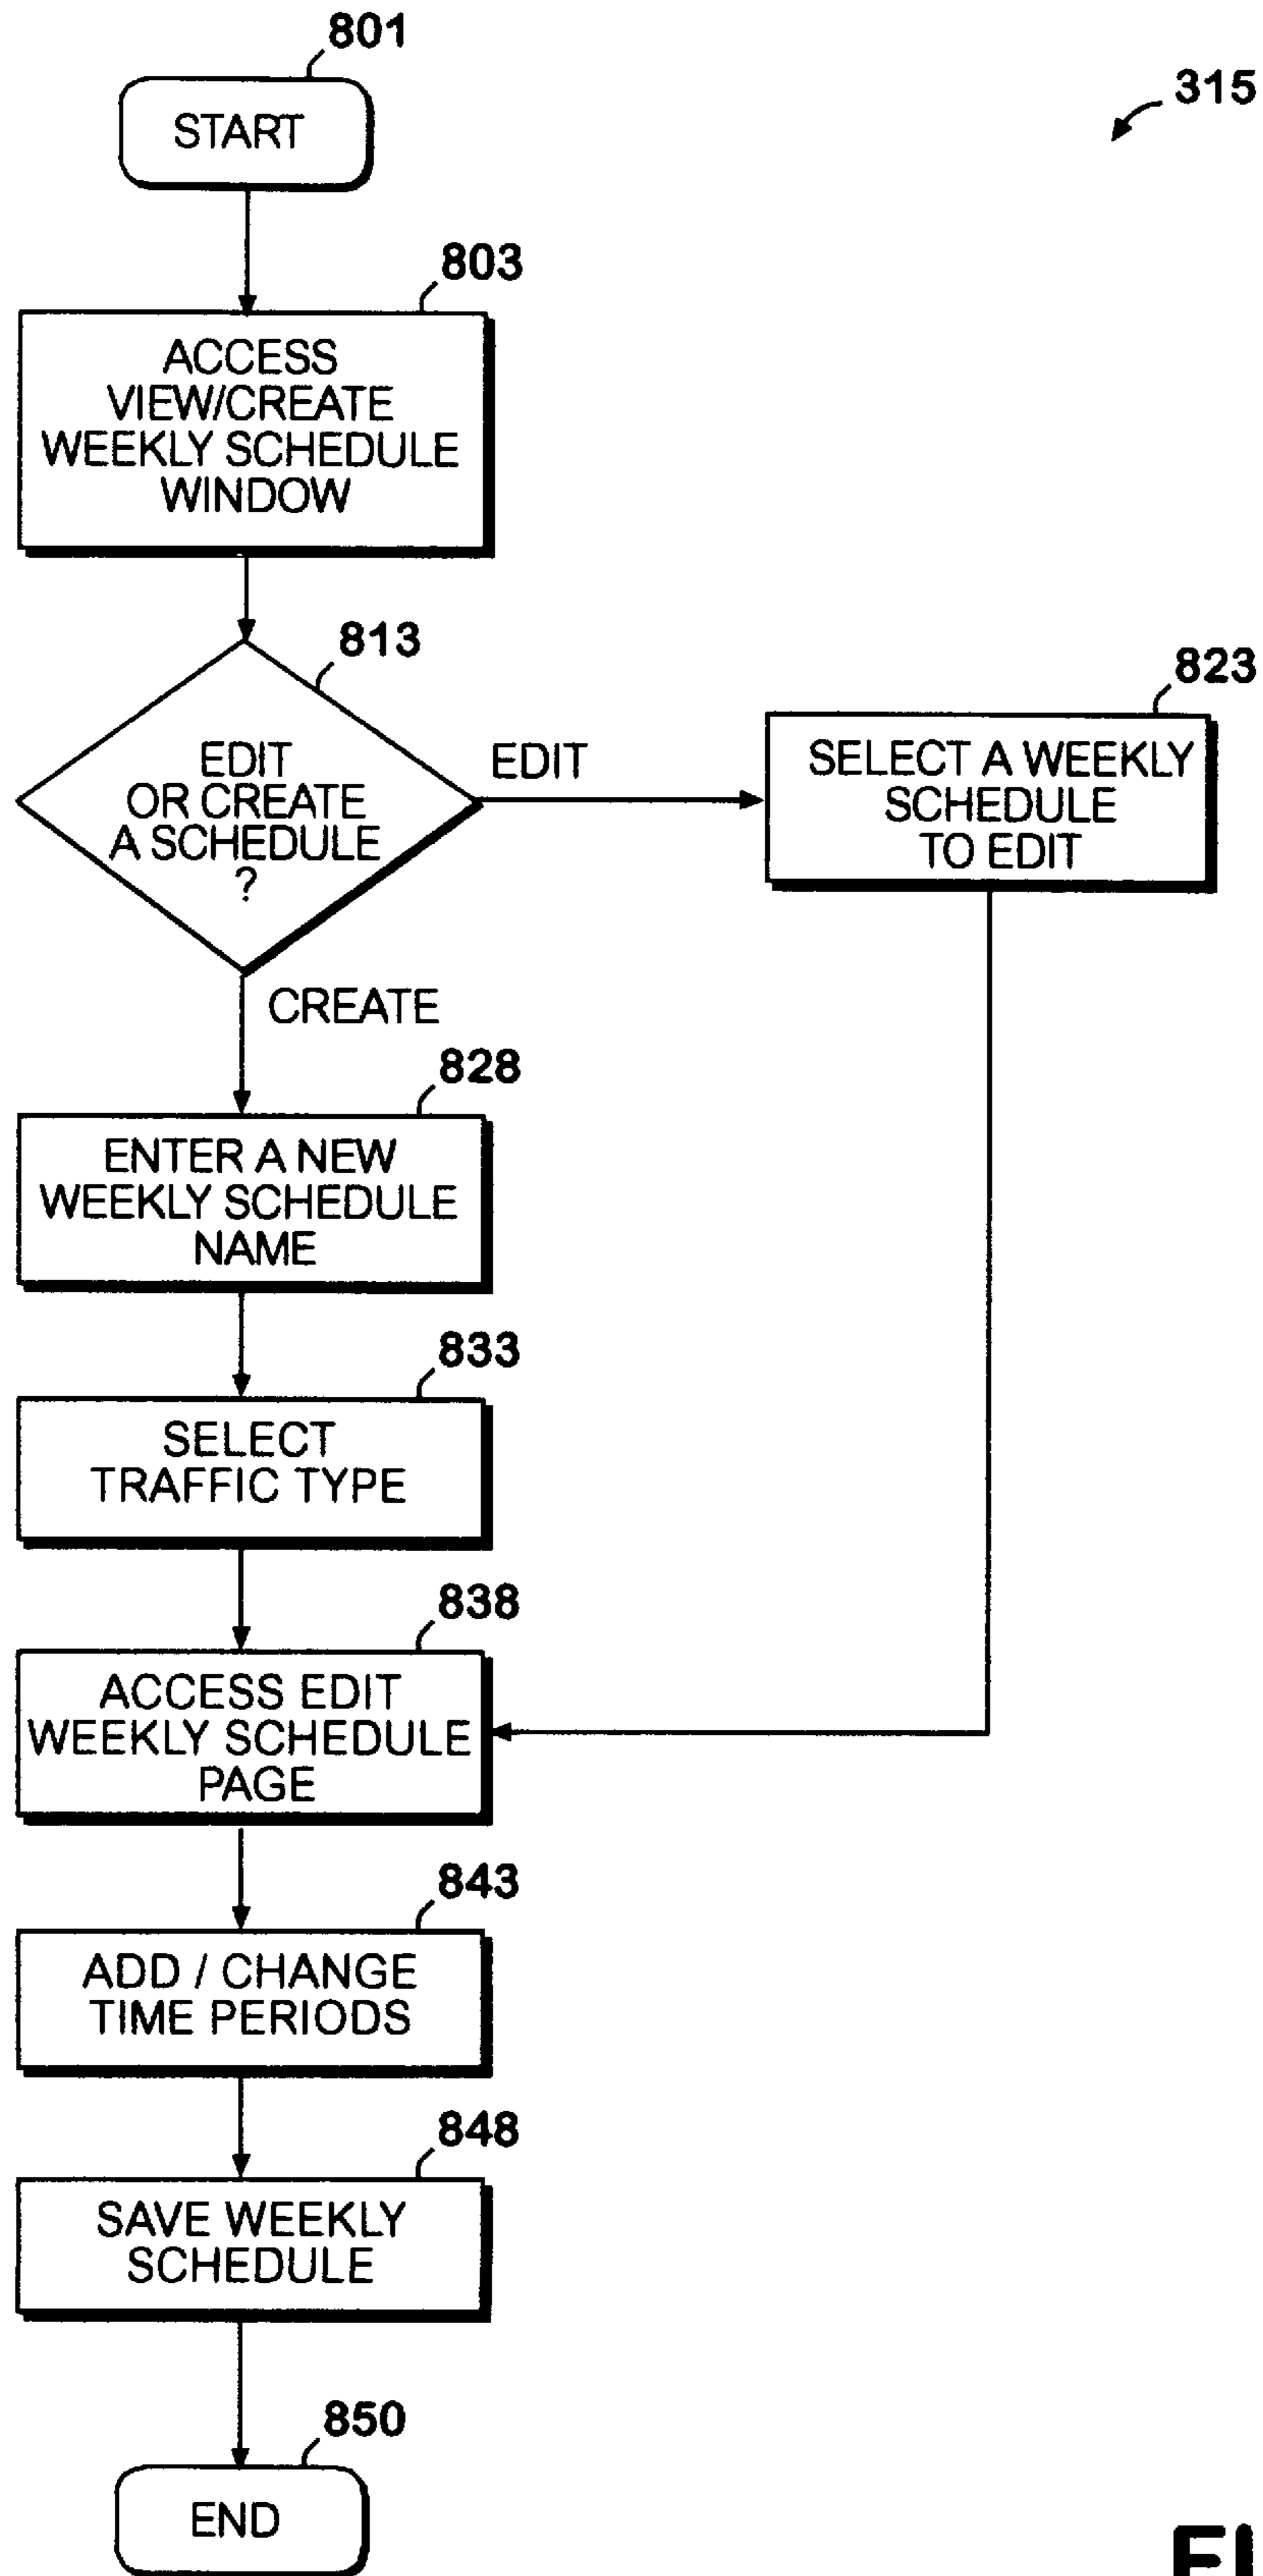 801
315
START
803
ACCESS
VIEW/CREATE
WEEKLY SCHEDULE
WINDOW
813
823
EDIT
OR CREATE
A SCHEDULE
?
EDIT
SELECT A WEEKLY
SCHEDULE
TO EDIT
CREATE
828
ENTER A NEW
WEEKLY SCHEDULE
NAME
833
SELECT
TRAFFIC TYPE
838
ACCESS EDIT
WEEKLY SCHEDULE
PAGE
843
ADD / CHANGE
TIME PERIODS
848
SAVE WEEKLY
SCHEDULE
850
END